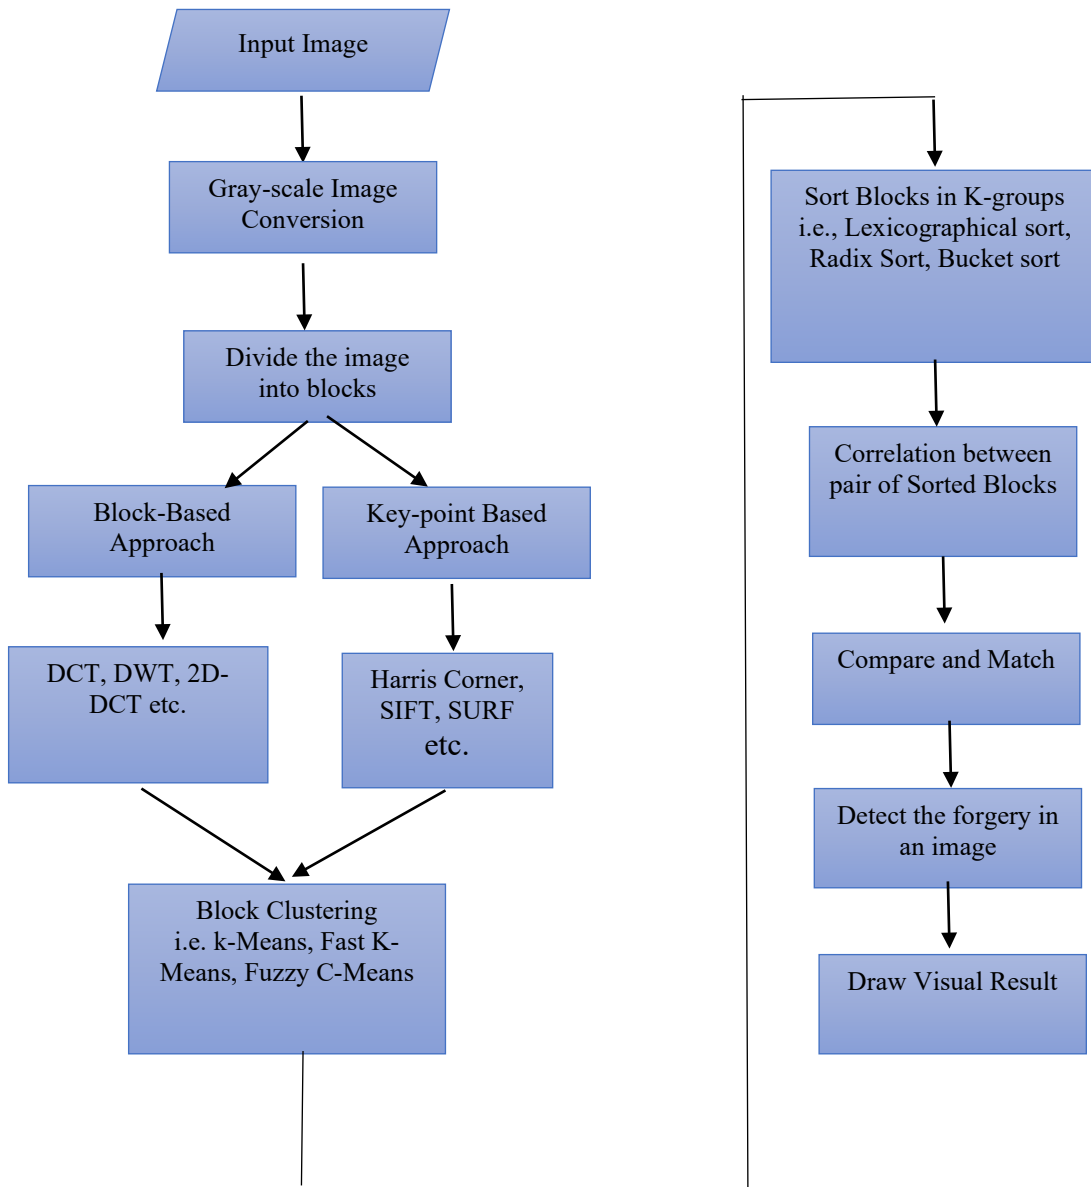 Input Image
Gray-scale Image
Conversion
Divide the image
into blocks
Block-Based
Approach
Key-point Based
Approach
DCT, DWT, 2D-
DCT etc.
Harris Corner,
SIFT, SURF
etc.
Block Clustering
i.e. k-Means, Fast K-
Means, Fuzzy C-Means
Sort Blocks in K-groups
i.e., Lexicographical sort,
Radix Sort, Bucket sort
Correlation between
pair of Sorted Blocks
Compare and Match
Detect the forgery in
an image
Draw Visual Result